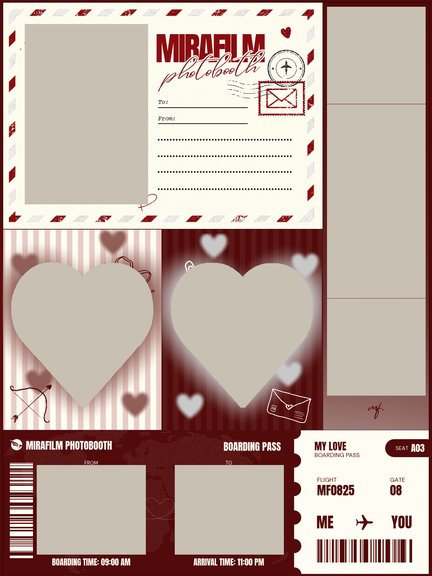 MIRAFILM
photobooth
To:
From:
mf.
MIRAFILM PHOTOBOOTH
BOARDING PASS
FROM
TO
BOARDING TIME: 09:00 AM
ARRIVAL TIME: 11:00 PM
MY LOVE
BOARDING PASS
SEAT A03
FLIGHT
MF0825
GATE
08
ME
YOU